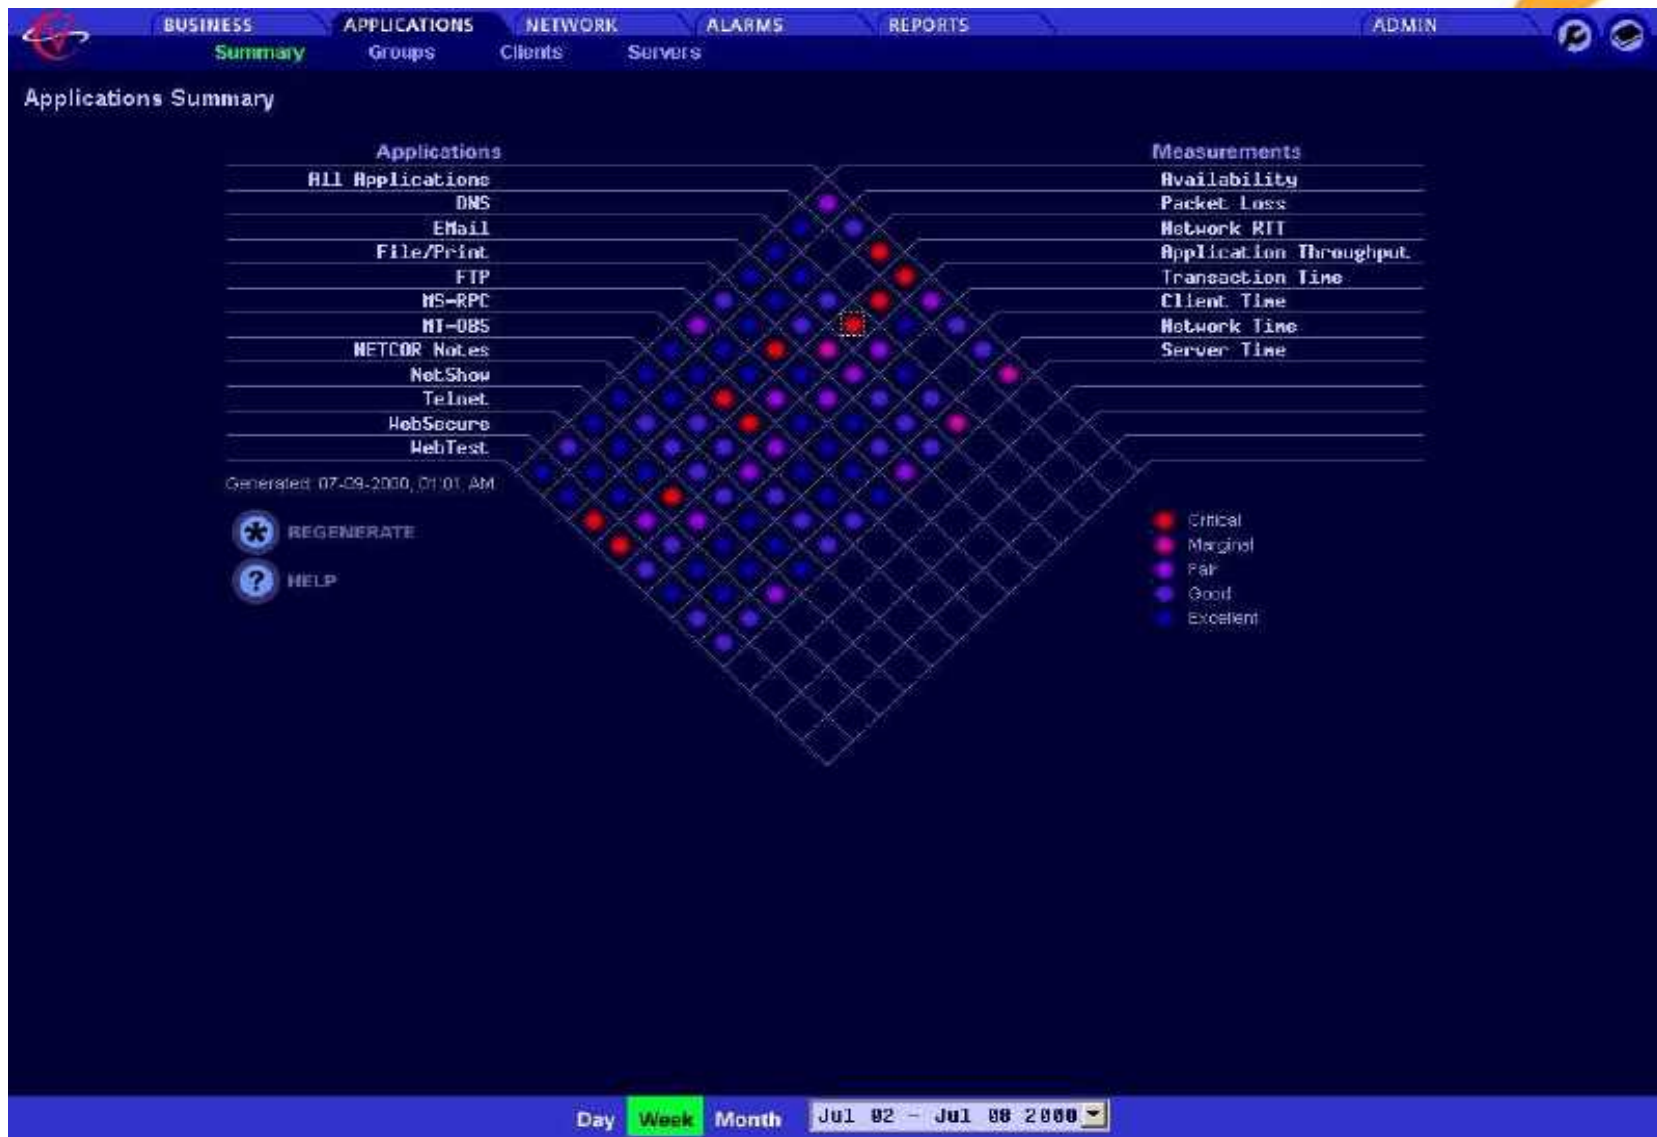 BUSINESS APPLICATIONS NETWORK ALARMS REPORTS ADMIN
Summary Groups Clients Servers
Applications Summary
Applications
All Applications
DNS
EMail
File/Print
FTP
MS-RPC
MT-OBS
NETCOR Notes
NetShow
Telnet
WebSecure
WebTest
Generated: 07-09-2000, 01:01 AM
REGENERATE
HELP
Measurements
Availability
Packet Loss
Network RTT
Application Throughput
Transaction Time
Client Time
Network Time
Server Time
Critical
Marginal
Fair
Good
Excellent
Day Week Month Jul 02 - Jul 08 2000